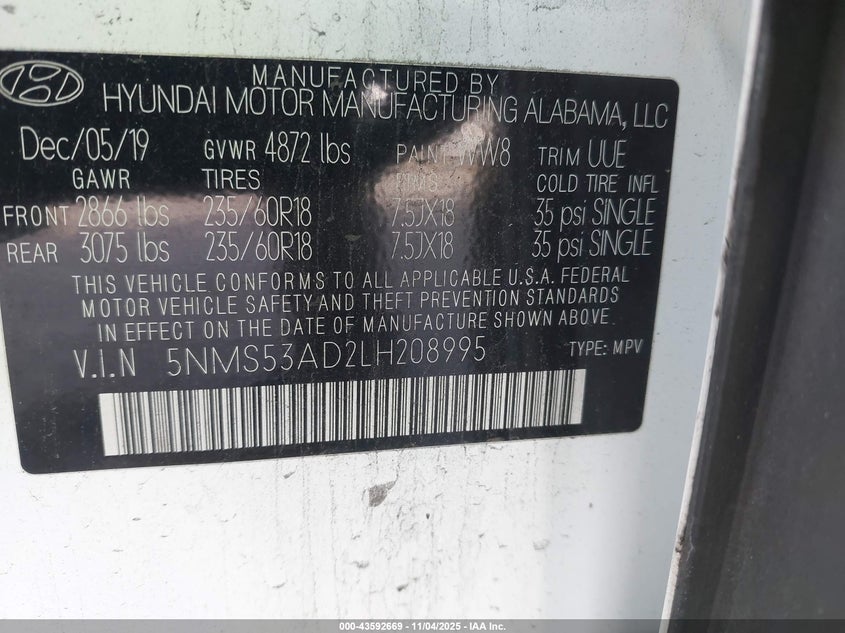 MANUFACTURED BY
HYUNDAI MOTOR MANUFACTURING ALABAMA, LLC
Dec/05/19 GVWR 4872 lbs PAINT WW8 TRIM UUE
GAWR TIRES RIMS COLD TIRE INFL
FRONT 2866 lbs 235/60R18 7.5JX18 35 psi SINGLE
REAR 3075 lbs 235/60R18 7.5JX18 35 psi SINGLE
THIS VEHICLE CONFORMS TO ALL APPLICABLE U.S.A. FEDERAL
MOTOR VEHICLE SAFETY AND THEFT PREVENTION STANDARDS
IN EFFECT ON THE DATE OF MANUFACTURE SHOWN ABOVE.
V.I.N 5NMS53AD2LH208995 TYPE: MPV
000-43592669 - 11/04/2025 - IAA Inc.